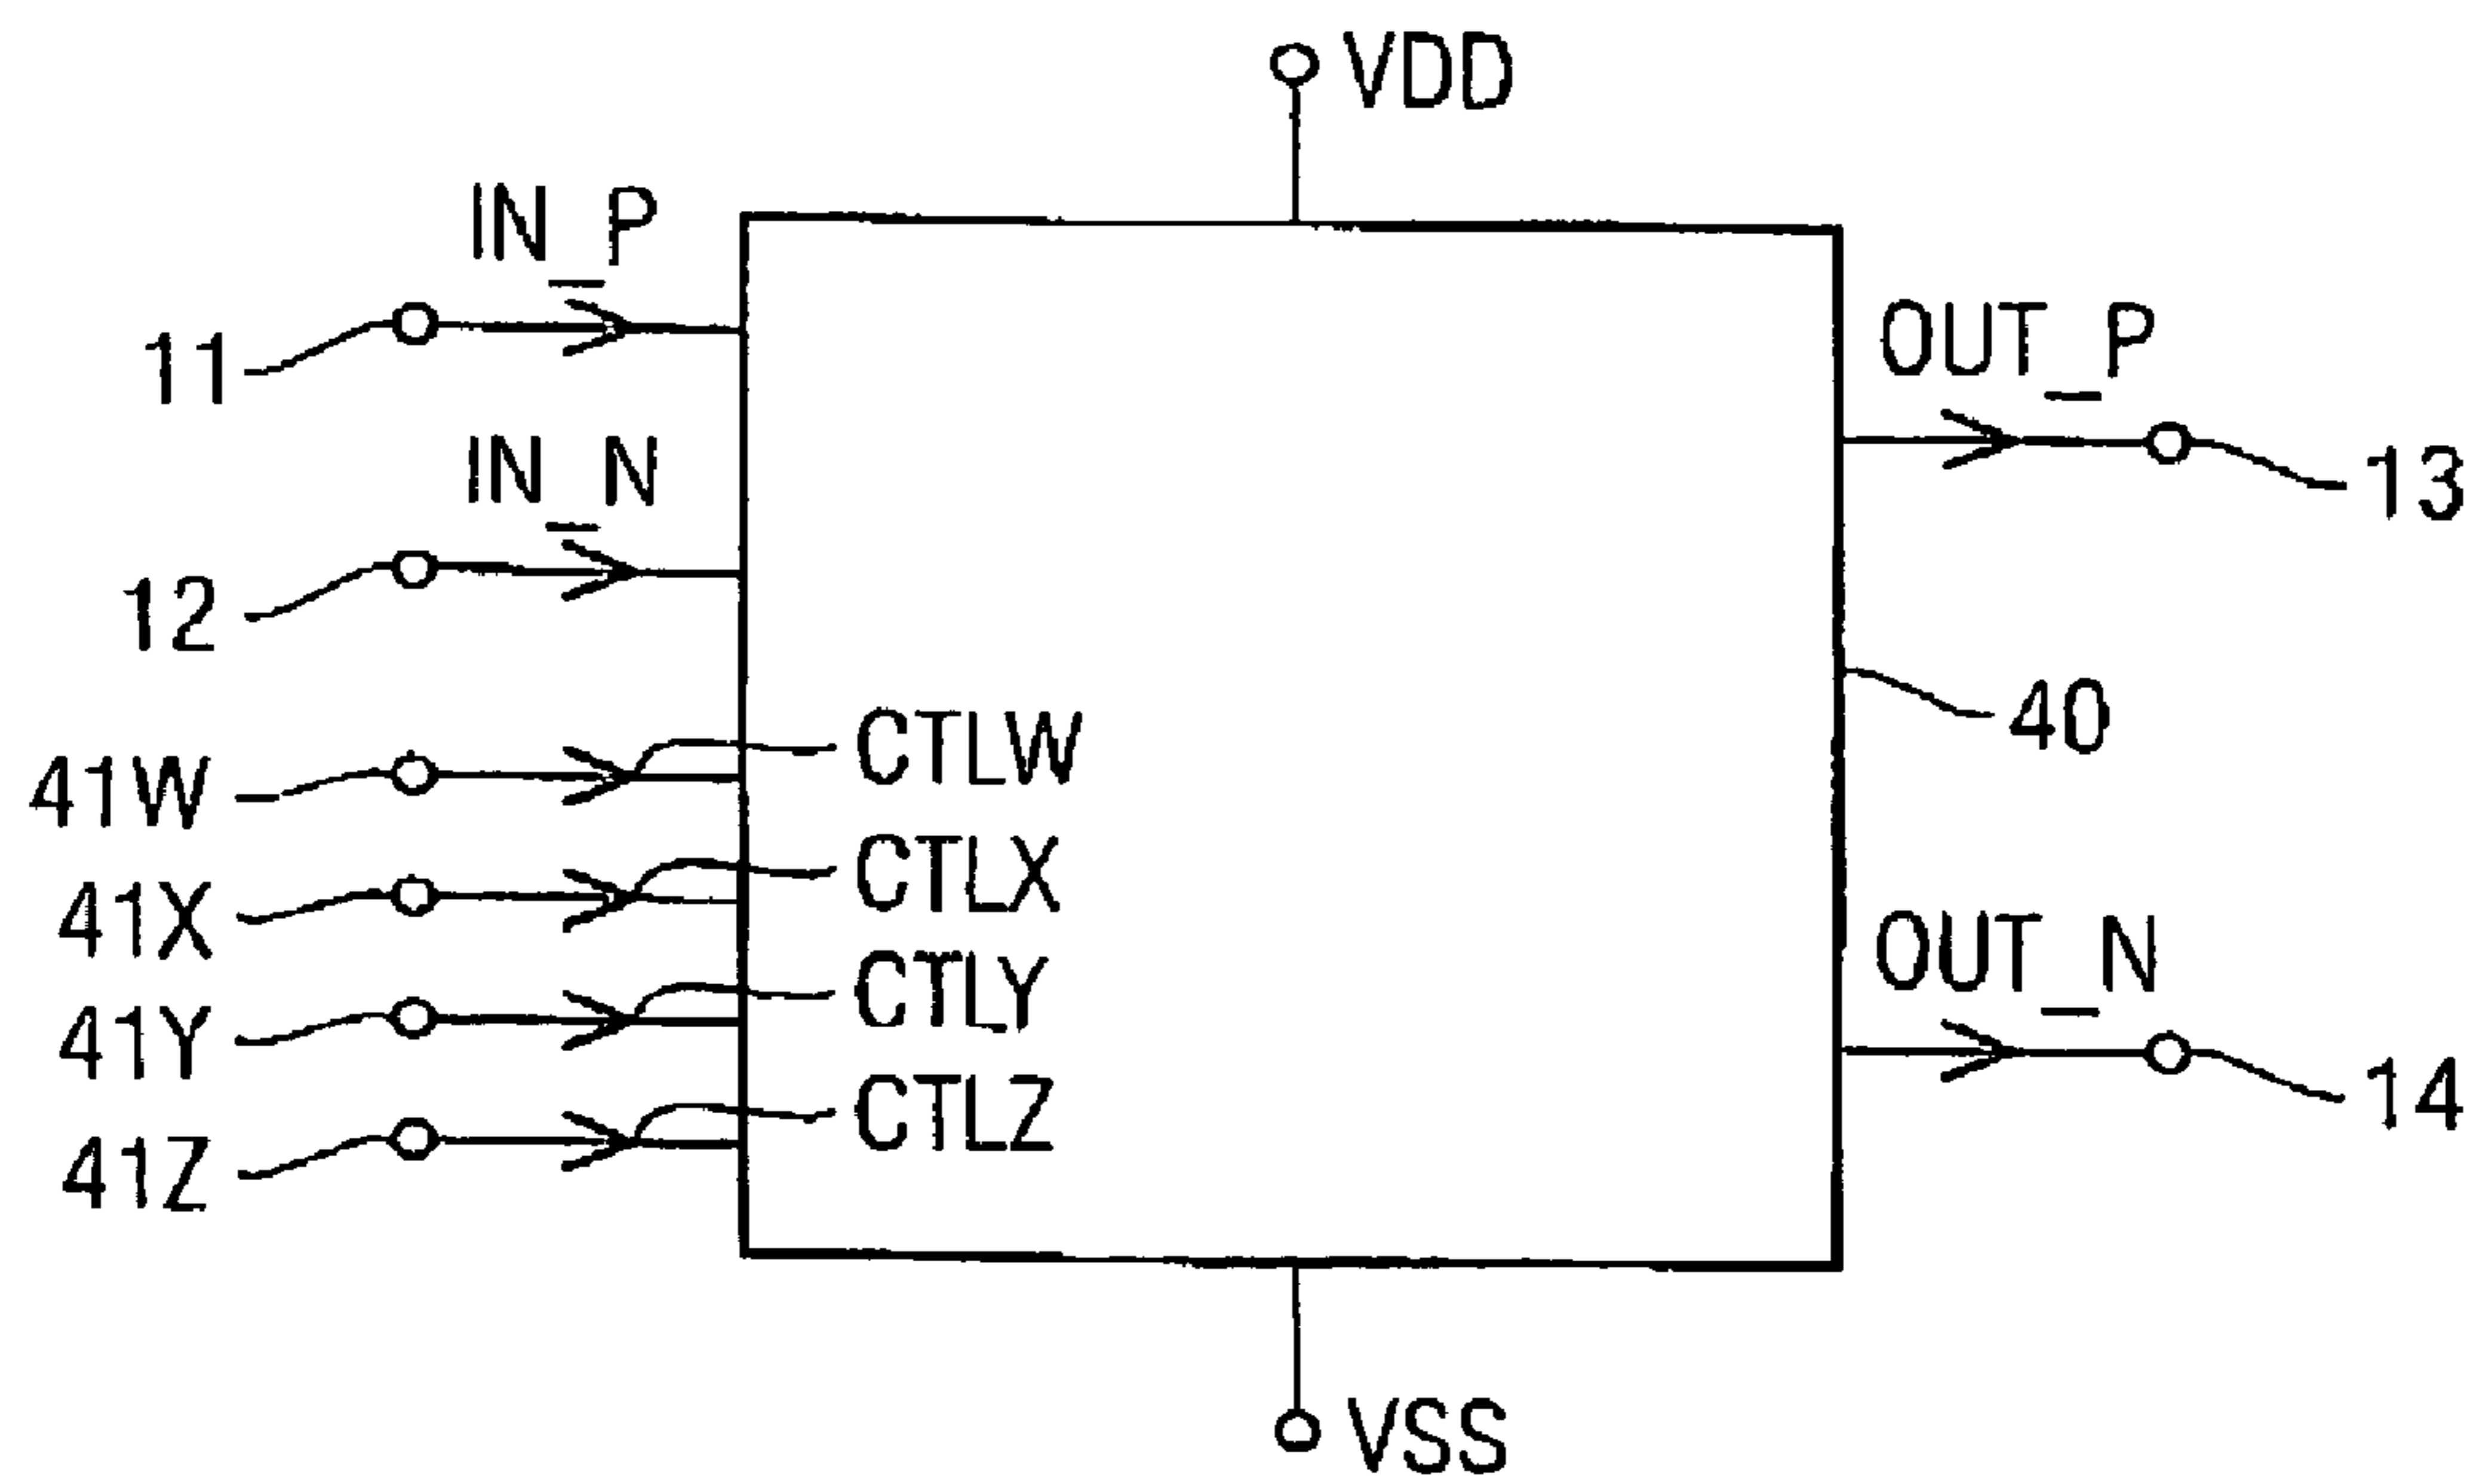 VDD
IN_P
11
OUT_P
13
IN_N
12
40
CTLW
41W
CTLX
41X
OUT_N
CTLY
41Y
14
CTLZ
41Z
VSS